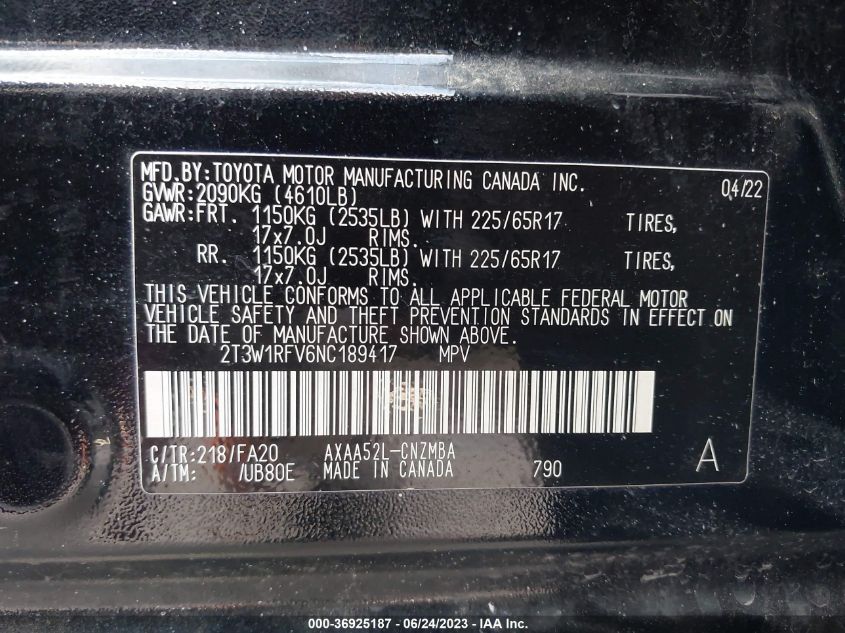 MFD.BY:TOYOTA MOTOR MANUFACTURING CANADA INC. 04/22
GVWR:2090KG (4610LB)
GAWR:FRT. 1150KG (2535LB) WITH 225/65R17 TIRES,
17x7.0J RIMS.
RR. 1150KG (2535LB) WITH 225/65R17 TIRES,
17x7.0J RIMS.
THIS VEHICLE CONFORMS TO ALL APPLICABLE FEDERAL MOTOR
VEHICLE SAFETY AND THEFT PREVENTION STANDARDS IN EFFECT ON
THE DATE OF MANUFACTURE SHOWN ABOVE.
2T3W1RFV6NC189417 MPV
C/TR:218/FA20 AXAA52L-CNZMBA
A/TM: /UB80E MADE IN CANADA 790 A
000-36925187 - 06/24/2023 - IAA Inc.